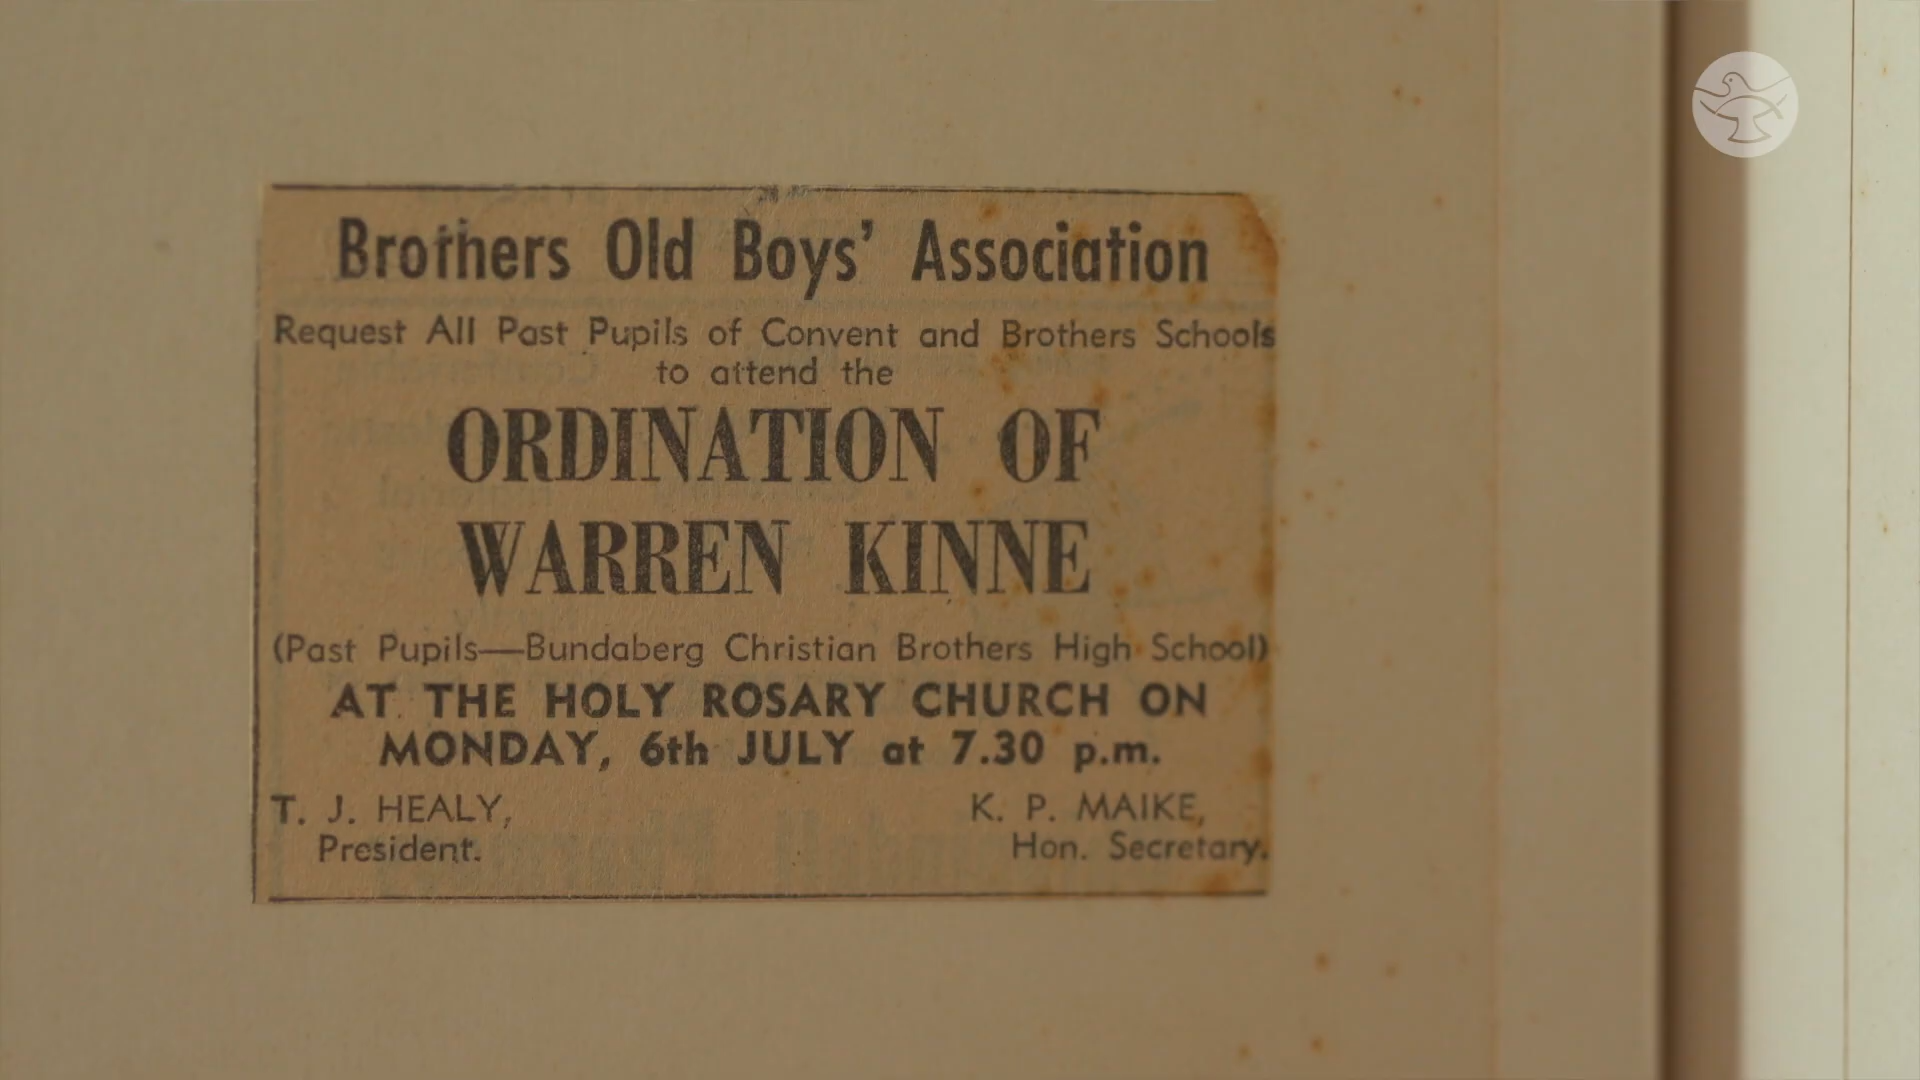 Brothers Old Boys' Association
Request All Past Pupils of Convent and Brothers Schools
to attend the
ORDINATION OF
WARREN KINNE
(Past Pupils—Bundaberg Christian Brothers High School)
AT THE HOLY ROSARY CHURCH ON
MONDAY, 6th JULY at 7.30 p.m.
T. J. HEALY,
President.
K. P. MAIKE,
Hon. Secretary.